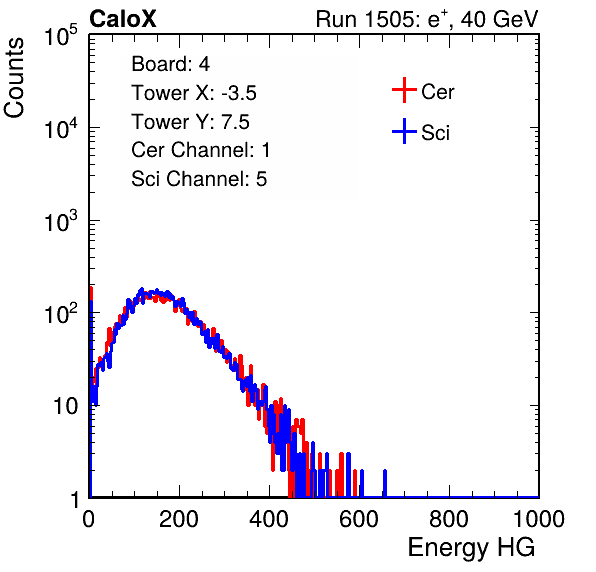 CaloX Run 1505: e⁺, 40 GeV
Counts
Board: 4
Tower X: -3.5
Tower Y: 7.5
Cer Channel: 1
Sci Channel: 5
Cer
Sci
10⁵
10⁴
10³
10²
10
1
0 200 400 600 800 1000
Energy HG